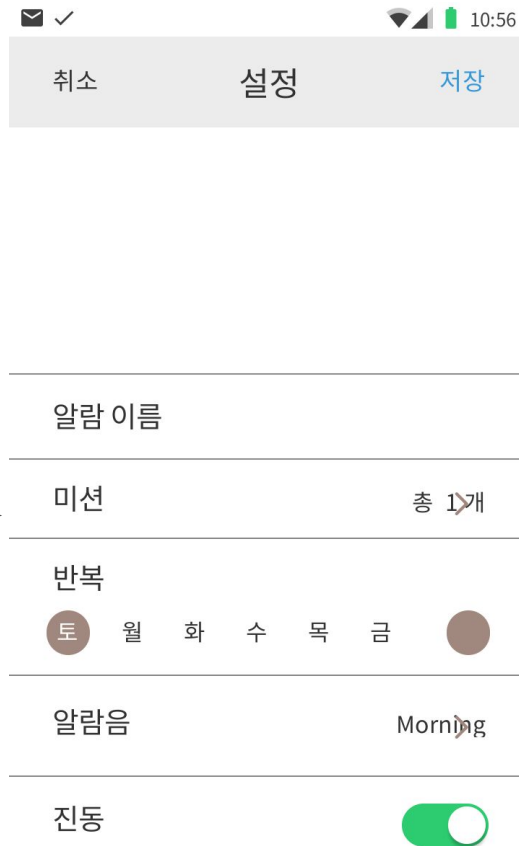 10:56
취소 설정 저장
알람 이름
미션 총 1개
반복
토 월 화 수 목 금
알람음 Morning
진동